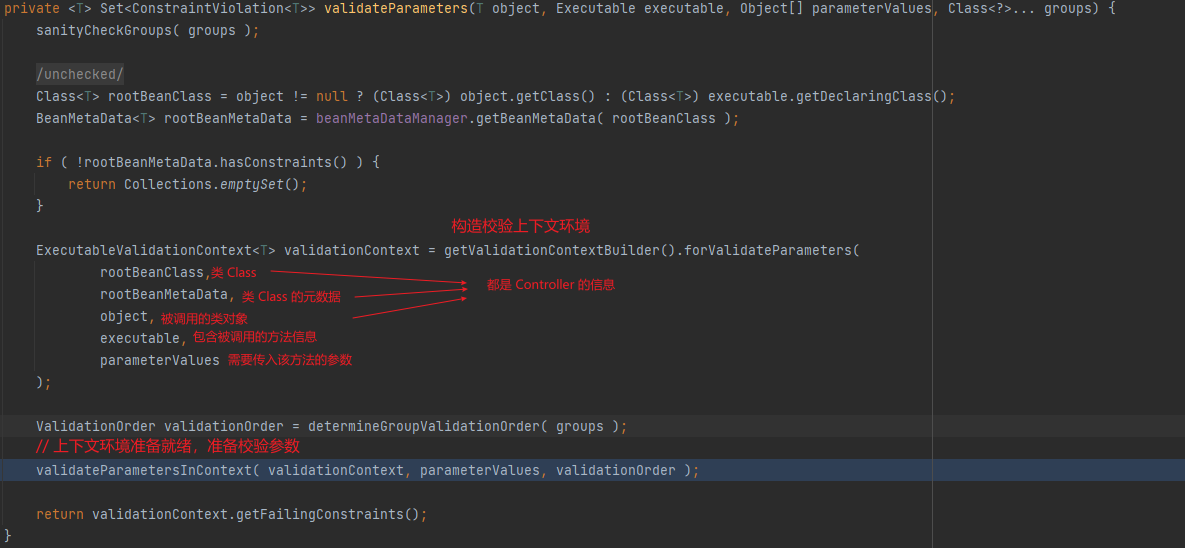 private <T> Set<ConstraintViolation<T>> validateParameters(T object, Executable executable, Object[] parameterValues, Class<?>... groups) {
sanityCheckGroups( groups );
/unchecked/
Class<T> rootBeanClass = object != null ? (Class<T>) object.getClass() : (Class<T>) executable.getDeclaringClass();
BeanMetaData<T> rootBeanMetaData = beanMetaDataManager.getBeanMetaData( rootBeanClass );
if ( !rootBeanMetaData.hasConstraints() ) {
return Collections.emptySet();
}
构造校验上下文环境
ExecutableValidationContext<T> validationContext = getValidationContextBuilder().forValidateParameters(
rootBeanClass, 类 Class
都是 Controller 的信息
rootBeanMetaData, 类 Class 的元数据
object, 被调用的类对象
executable, 包含被调用的方法信息
parameterValues 需要传入该方法的参数
);
ValidationOrder validationOrder = determineGroupValidationOrder( groups );
// 上下文环境准备就绪，准备校验参数
validateParametersInContext( validationContext, parameterValues, validationOrder );
return validationContext.getFailingConstraints();
}